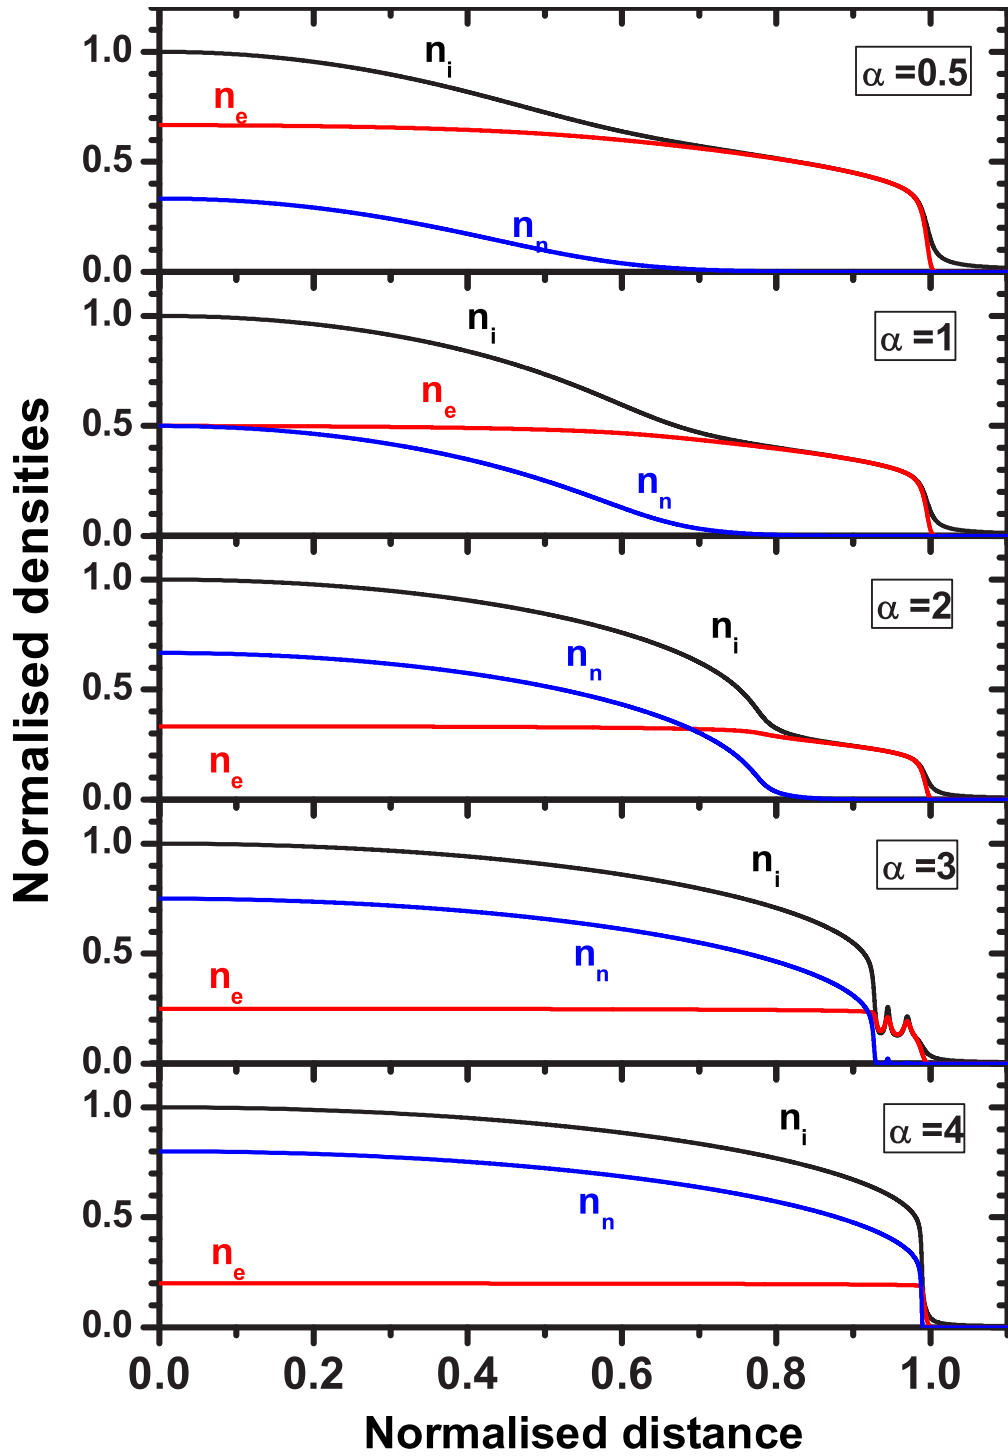 Normalised densities
1.0
n_i
α =0.5
n_e
0.5
n_n
0.0
1.0
n_i
α =1
n_e
0.5
n_n
0.0
1.0
α =2
n_i
n_n
0.5
n_e
0.0
1.0
n_i
α =3
n_n
0.5
n_e
0.0
1.0
n_i
α =4
n_n
0.5
n_e
0.0
0.0 0.2 0.4 0.6 0.8 1.0
Normalised distance